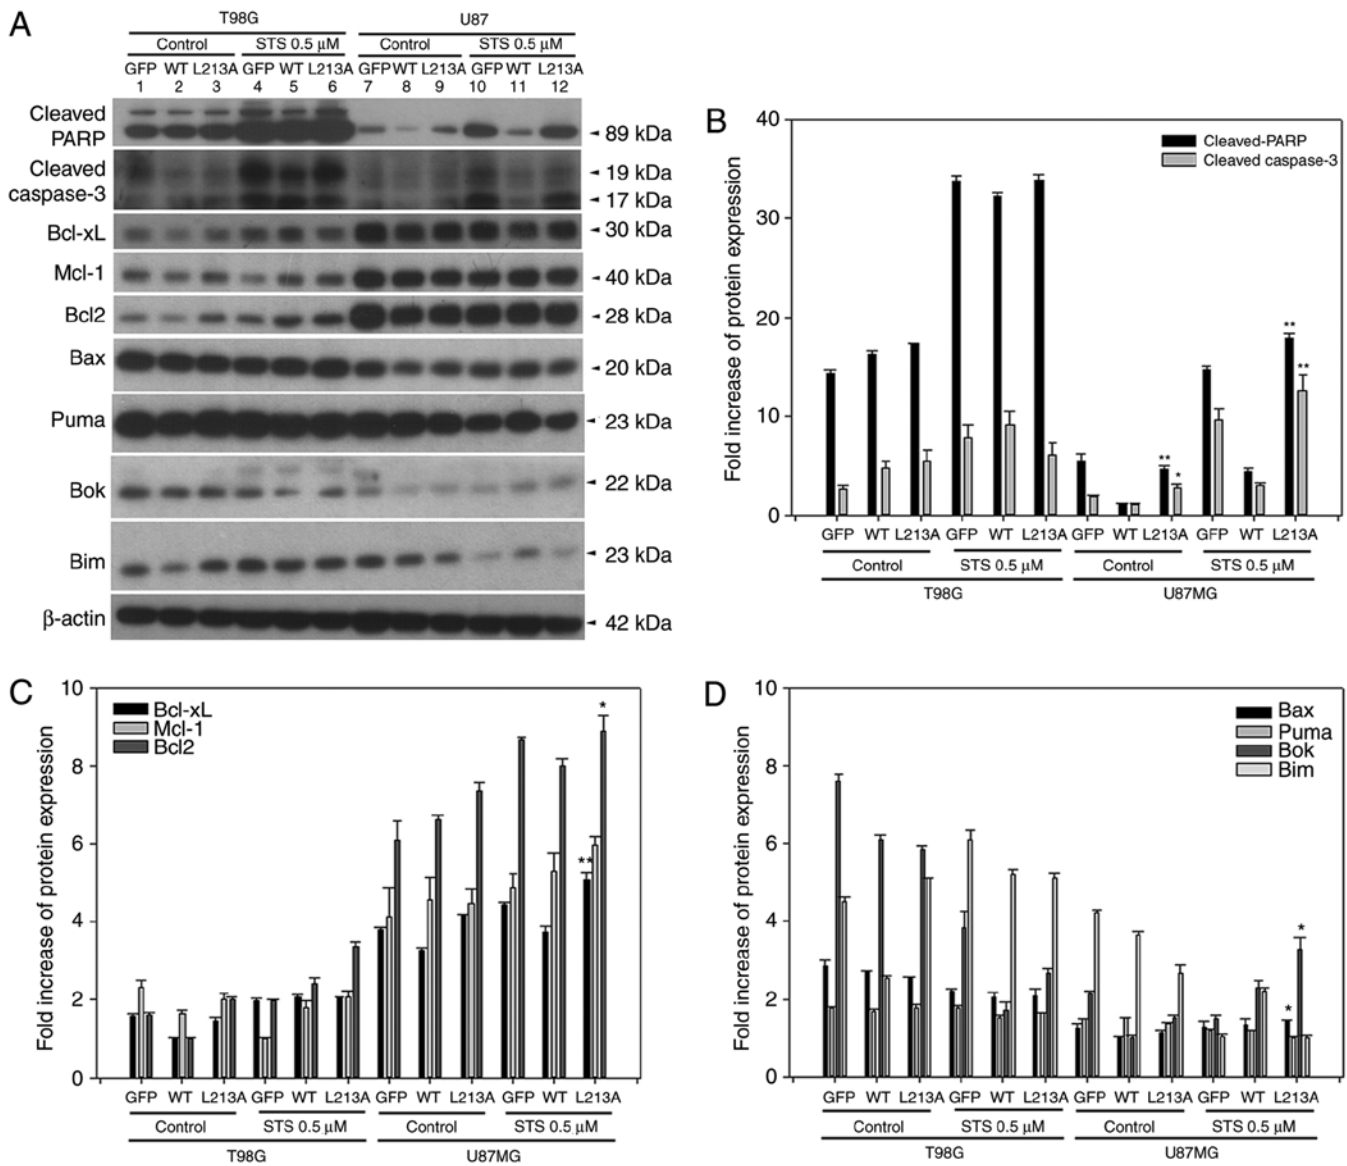 A
T98G U87
Control STS 0.5 μM Control STS 0.5 μM
GFP WT L213A GFP WT L213A GFP WT L213A GFP WT L213A
1 2 3 4 5 6 7 8 9 10 11 12
Cleaved
PARP
89 kDa
Cleaved
caspase-3
19 kDa
17 kDa
Bcl-xL 30 kDa
Mcl-1 40 kDa
Bcl2 28 kDa
Bax 20 kDa
Puma 23 kDa
Bok 22 kDa
Bim 23 kDa
β-actin 42 kDa
B
Fold increase of protein expression
40
30
20
10
0
Cleaved-PARP
Cleaved caspase-3
** * ** **
GFP WT L213A GFP WT L213A GFP WT L213A GFP WT L213A
Control STS 0.5 μM Control STS 0.5 μM
T98G U87MG
C
Fold increase of protein expression
10
8
6
4
2
0
Bcl-xL
Mcl-1
Bcl2
** *
GFP WT L213A GFP WT L213A GFP WT L213A GFP WT L213A
Control STS 0.5 μM Control STS 0.5 μM
T98G U87MG
D
Fold increase of protein expression
10
8
6
4
2
0
Bax
Puma
Bok
Bim
* *
GFP WT L213A GFP WT L213A GFP WT L213A GFP WT L213A
Control STS 0.5 μM Control STS 0.5 μM
T98G U87MG